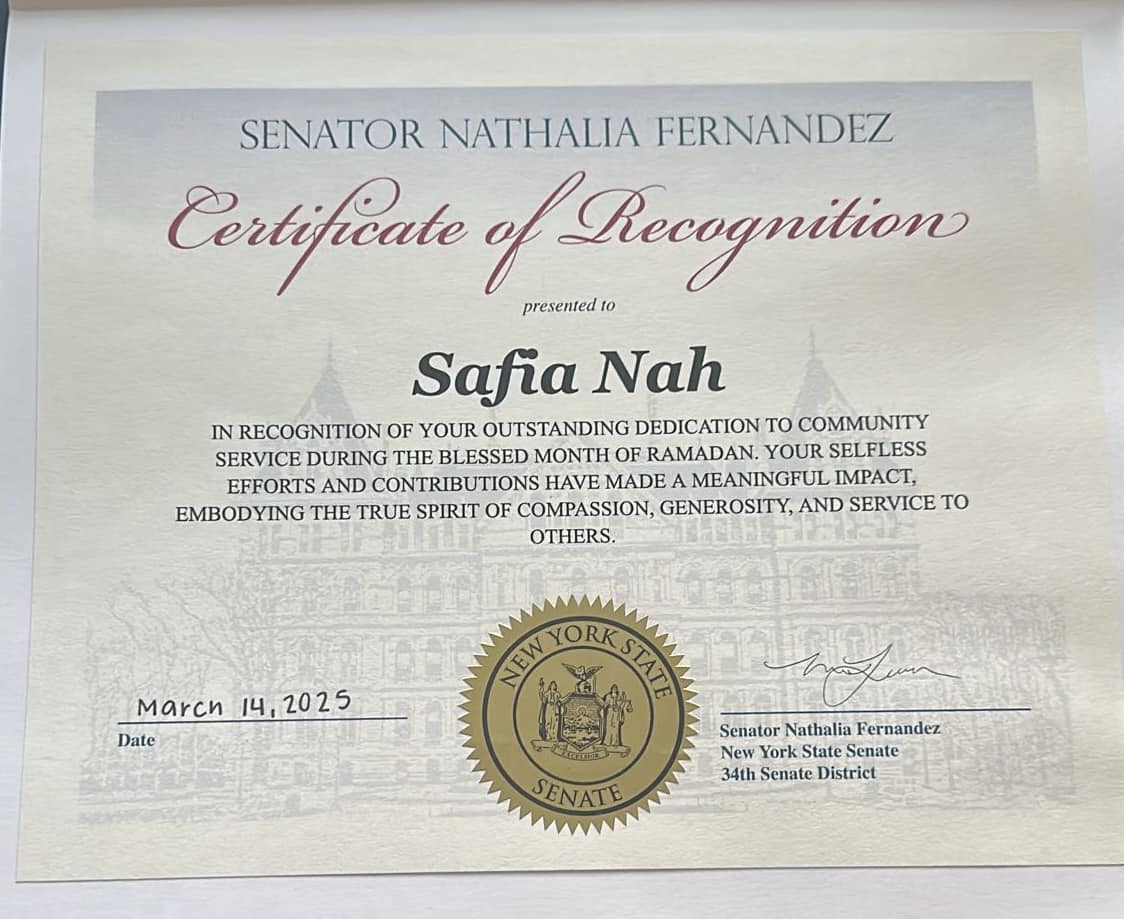 SENATOR NATHALIA FERNANDEZ
Certificate of Recognition
presented to
Safia Nah
IN RECOGNITION OF YOUR OUTSTANDING DEDICATION TO COMMUNITY
SERVICE DURING THE BLESSED MONTH OF RAMADAN. YOUR SELFLESS
EFFORTS AND CONTRIBUTIONS HAVE MADE A MEANINGFUL IMPACT,
EMBODYING THE TRUE SPIRIT OF COMPASSION, GENEROSITY, AND SERVICE TO
OTHERS.
NEW YORK STATE
EXCELSIOR
SENATE
March 14, 2025
Date
Senator Nathalia Fernandez
New York State Senate
34th Senate District